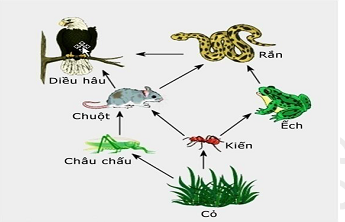 Diều hâu
Rắn
Chuột
Ếch
Châu chấu
Kiến
Cỏ